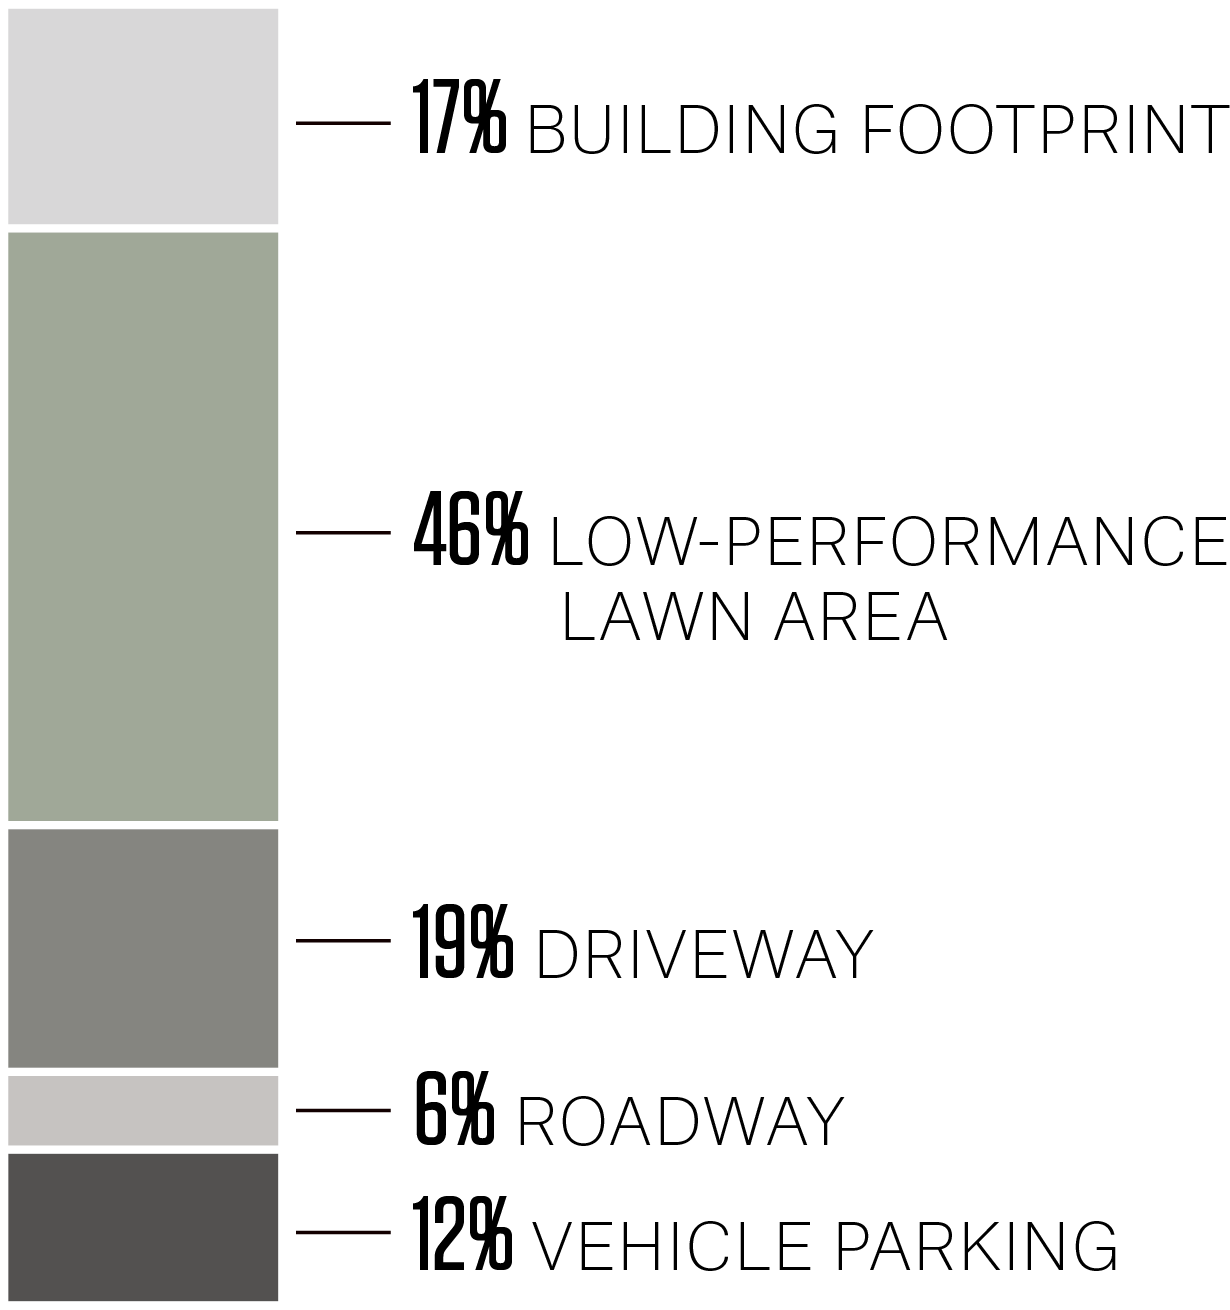 17% BUILDING FOOTPRINT
46% LOW-PERFORMANCE
LAWN AREA
19% DRIVEWAY
6% ROADWAY
12% VEHICLE PARKING